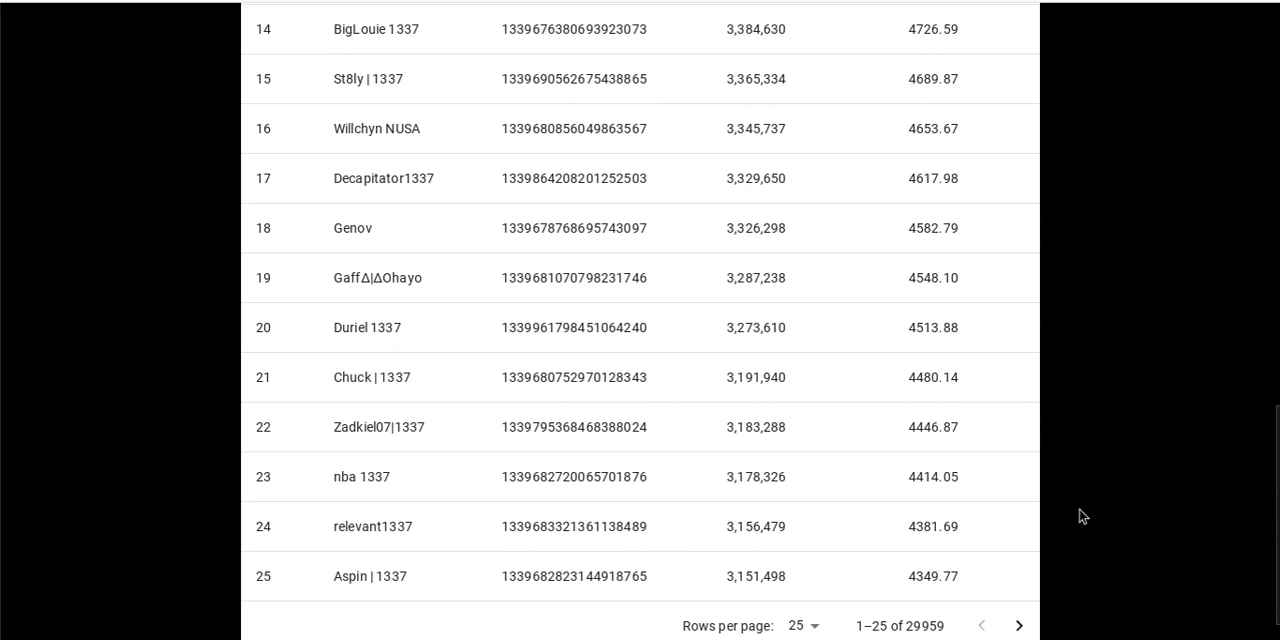 14 BigLouie 1337 1339676380693923073 3,384,630 4726.59
15 St8ly | 1337 1339690562675438865 3,365,334 4689.87
16 Willchyn NUSA 1339680856049863567 3,345,737 4653.67
17 Decapitator1337 1339864208201252503 3,329,650 4617.98
18 Genov 1339678768695743097 3,326,298 4582.79
19 GaffΔ|ΔOhayo 1339681070798231746 3,287,238 4548.10
20 Duriel 1337 1339961798451064240 3,273,610 4513.88
21 Chuck | 1337 1339680752970128343 3,191,940 4480.14
22 Zadkiel07|1337 1339795368468388024 3,183,288 4446.87
23 nba 1337 1339682720065701876 3,178,326 4414.05
24 relevant1337 1339683321361138489 3,156,479 4381.69
25 Aspin | 1337 1339682823144918765 3,151,498 4349.77
Rows per page: 25 1–25 of 29959